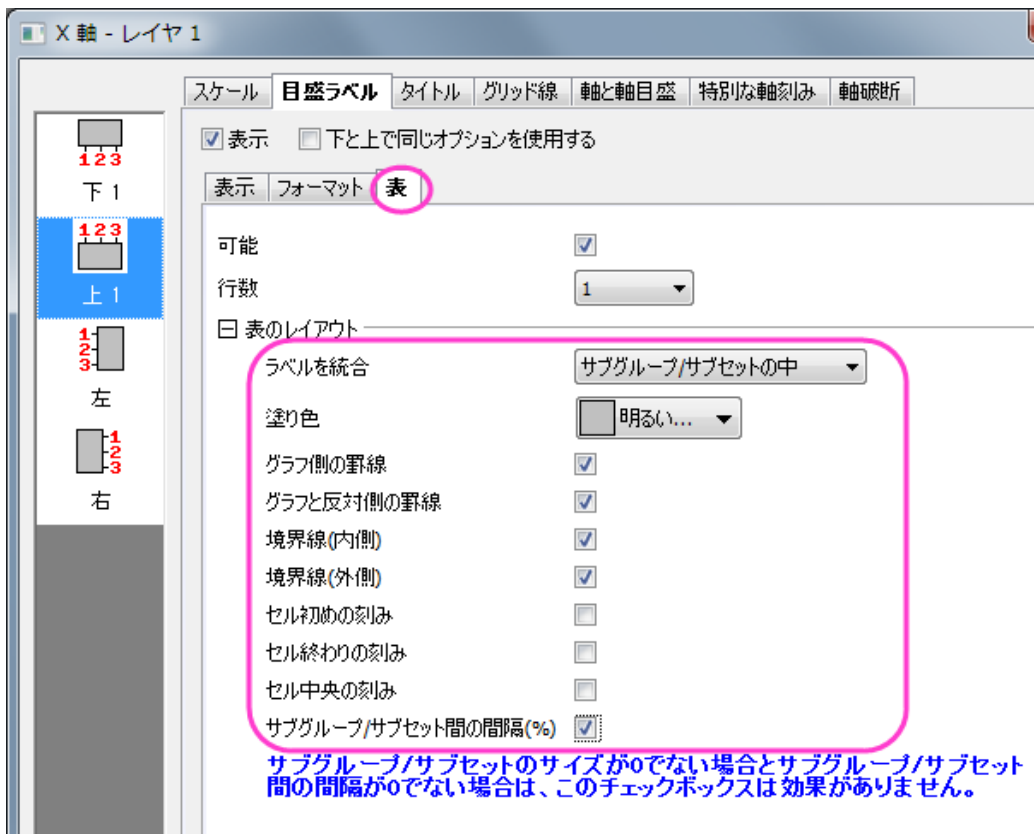 X 軸 - レイヤ 1
スケール 目盛ラベル タイトル グリッド線 軸と軸目盛 特別な軸刻み 軸破断
表示 下と上で同じオプションを使用する
表示 フォーマット 表
123
下 1
123
上 1
1
2
3
左
1
2
3
右
可能
行数 1
表のレイアウト
ラベルを統合 サブグループ/サブセットの中
塗り色 明るい...
グラフ側の罫線
グラフと反対側の罫線
境界線(内側)
境界線(外側)
セル初めの刻み
セル終わりの刻み
セル中央の刻み
サブグループ/サブセット間の間隔(%)
サブグループ/サブセットのサイズが0でない場合とサブグループ/サブセット
間の間隔が0でない場合は、このチェックボックスは効果がありません。